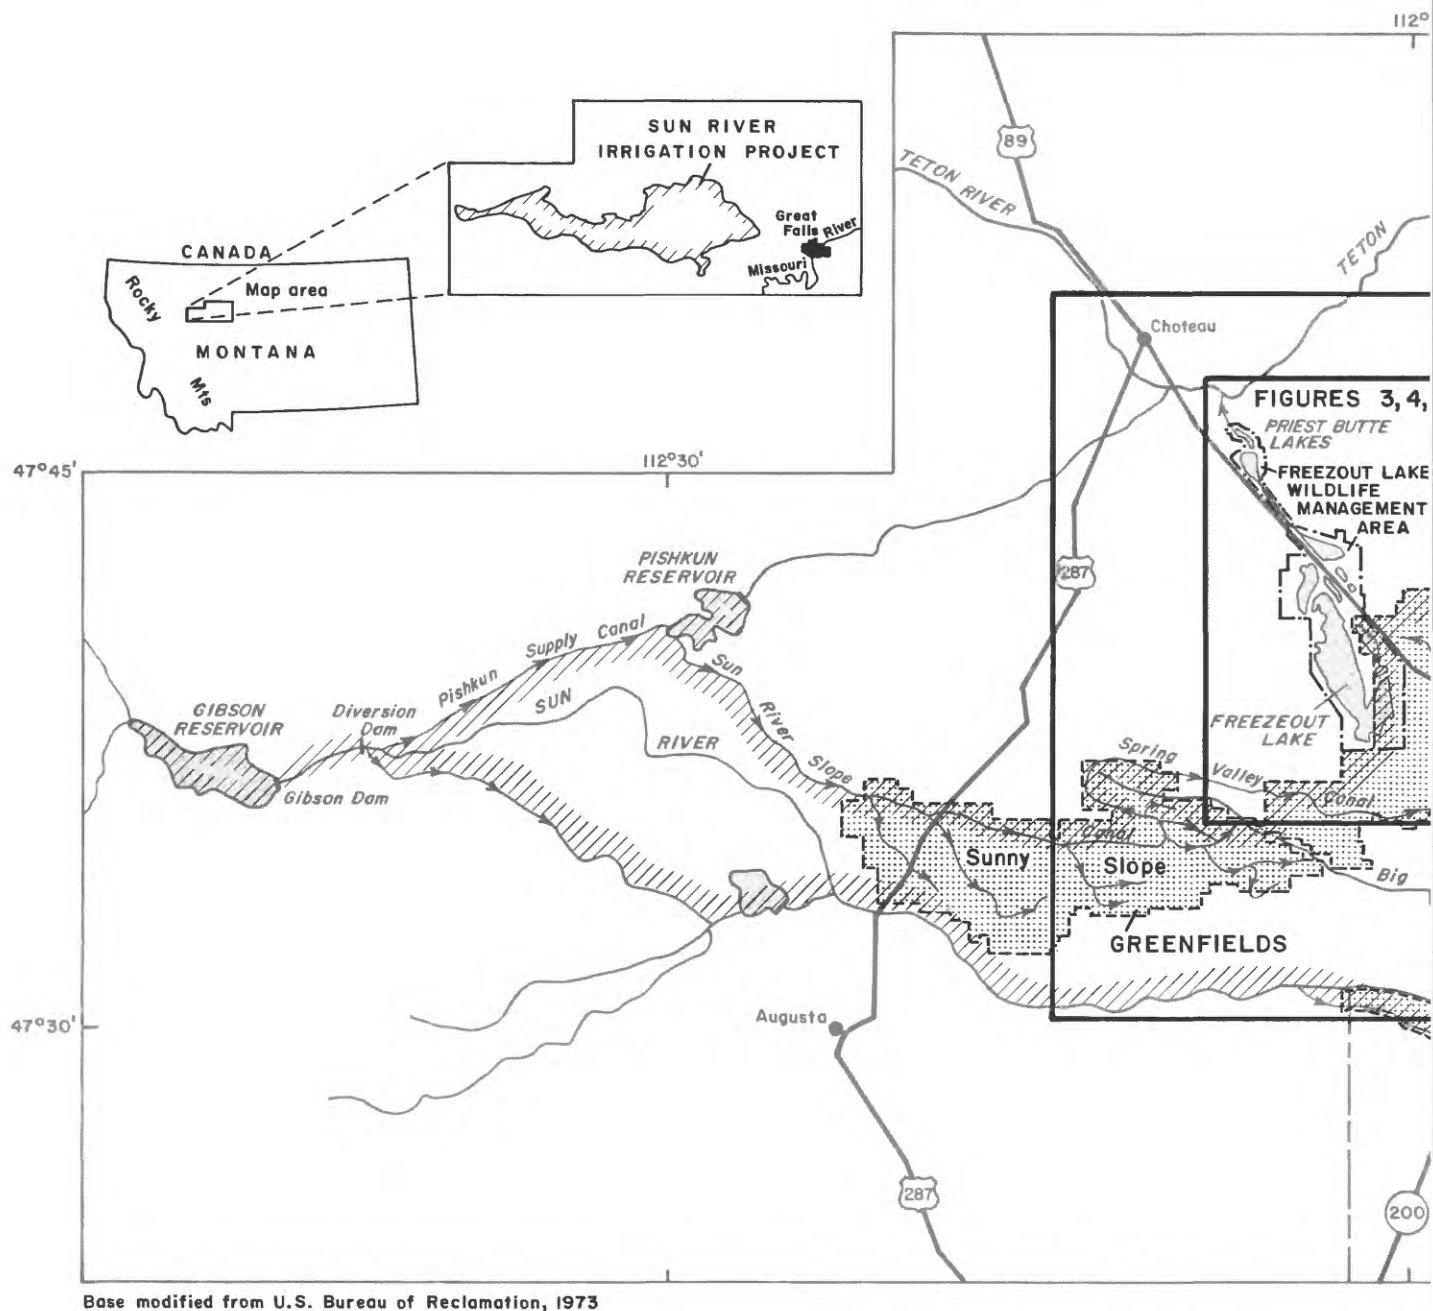 112°
SUN RIVER
IRRIGATION PROJECT
Great
Falls
River
Missouri
CANADA
Rocky
Mts
Map area
MONTANA
89
TETON RIVER
TETON
Choteau
FIGURES 3, 4,
PRIEST BUTTE
LAKES
FREEZOUT LAKE
WILDLIFE
MANAGEMENT
AREA
47°45'
112°30'
PISHKUN
RESERVOIR
287
Pishkun Supply Canal
Sun River Slope Canal
GIBSON
RESERVOIR
Diversion
Dam
SUN
RIVER
Gibson Dam
FREEZEOUT
LAKE
Spring Valley Canal
Sunny Slope
Big
GREENFIELDS
47°30'
Augusta
287
200
Base modified from U.S. Bureau of Reclamation, 1973